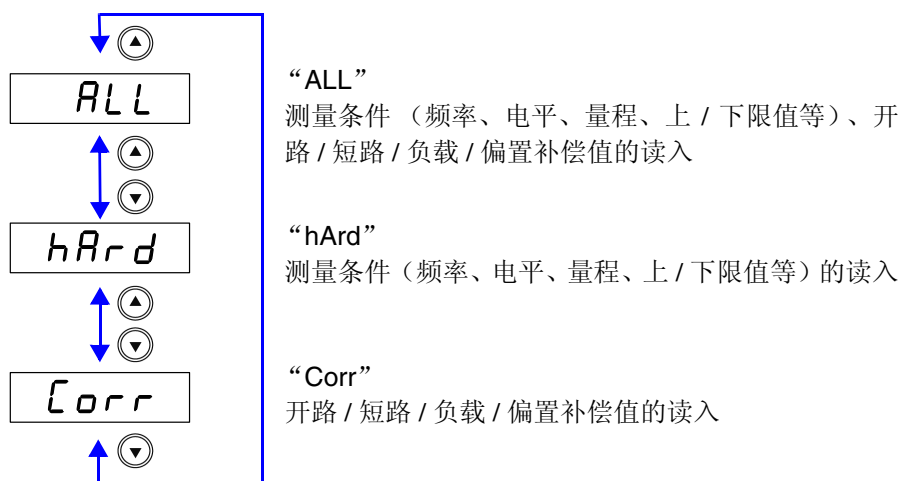 ALL
“ALL”
测量条件 （频率、电平、量程、上 / 下限值等）、开
路 / 短路 / 负载 / 偏置补偿值的读入
hArd
“hArd”
测量条件（频率、电平、量程、上 / 下限值等）的读入
Corr
“Corr”
开路 / 短路 / 负载 / 偏置补偿值的读入